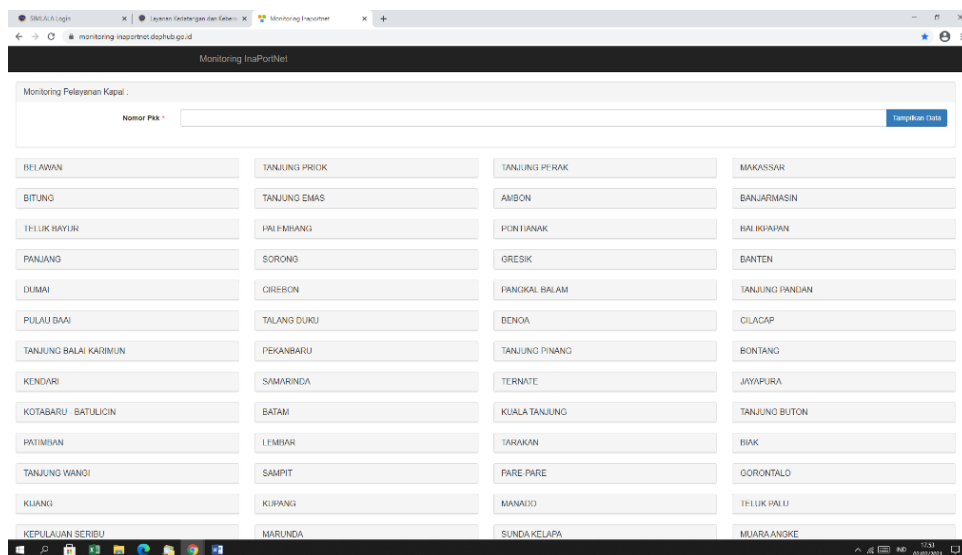 SIMLALA Login
Layanan Kedatangan dan Keber
Monitoring Inaportnet
monitoring-inaportnet.dephub.go.id
Monitoring InaPortNet
Monitoring Pelayanan Kapal :
Nomor Pkk *
Tampilkan Data
BELAWAN TANJUNG PRIOK TANJUNG PERAK MAKASSAR
BITUNG TANJUNG EMAS AMBON BANJARMASIN
TELUK BAYUR PALEMBANG PONTIANAK BALIKPAPAN
PANJANG SORONG GRESIK BANTEN
DUMAI CIREBON PANGKAL BALAM TANJUNG PANDAN
PULAU BAAI TALANG DUKU BENOA CILACAP
TANJUNG BALAI KARIMUN PEKANBARU TANJUNG PINANG BONTANG
KENDARI SAMARINDA TERNATE JAYAPURA
KOTABARU - BATULICIN BATAM KUALA TANJUNG TANJUNG BUTON
PATIMBAN LEMBAR TARAKAN BIAK
TANJUNG WANGI SAMPIT PARE-PARE GORONTALO
KIJANG KUPANG MANADO TELUK PALU
KEPULAUAN SERIBU MARUNDA SUNDA KELAPA MUARA ANGKE
IND 17.53